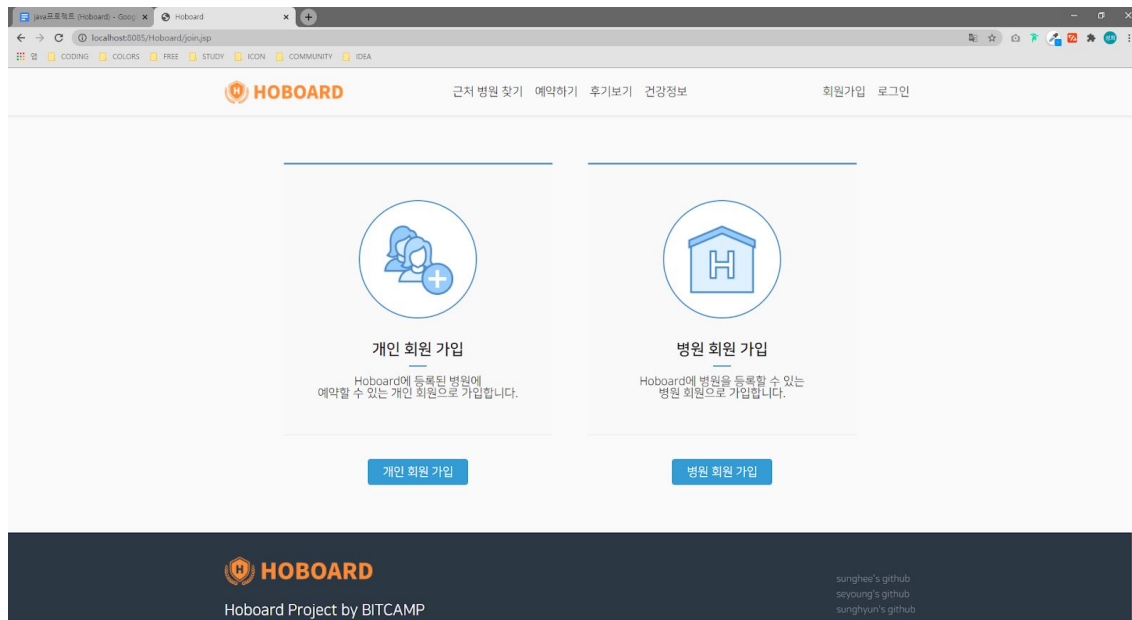 java프로젝트 (Hoboard) - Goog
Hoboard
localhost:8085/Hoboard/join.jsp
앱 CODING COLORS FREE STUDY ICON COMMUNITY IDEA
HOBOARD 근처 병원 찾기 예약하기 후기보기 건강정보 회원가입 로그인
개인 회원 가입
Hoboard에 등록된 병원에
예약할 수 있는 개인 회원으로 가입합니다.
개인 회원 가입
H
병원 회원 가입
Hoboard에 병원을 등록할 수 있는
병원 회원으로 가입합니다.
병원 회원 가입
HOBOARD
Hoboard Project by BITCAMP
sunghee's github
seyoung's github
sunghyun's github